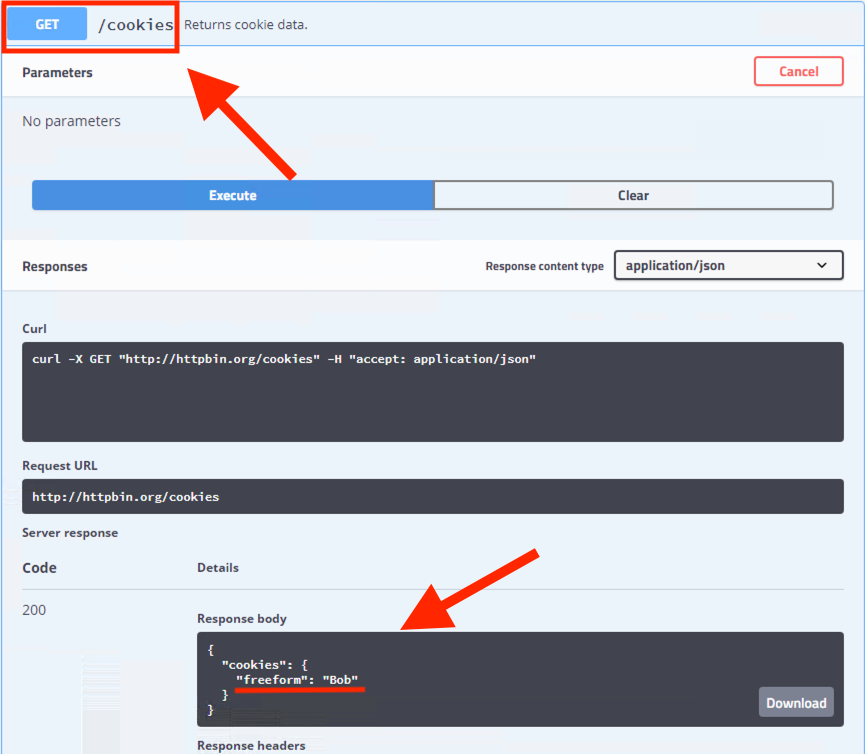 GET /cookies Returns cookie data.
Parameters Cancel
No parameters
Execute Clear
Responses Response content type application/json
Curl
curl -X GET "http://httpbin.org/cookies" -H "accept: application/json"
Request URL
http://httpbin.org/cookies
Server response
Code Details
200
Response body
{
  "cookies": {
    "freeform": "Bob"
  }
}
Download
Response headers